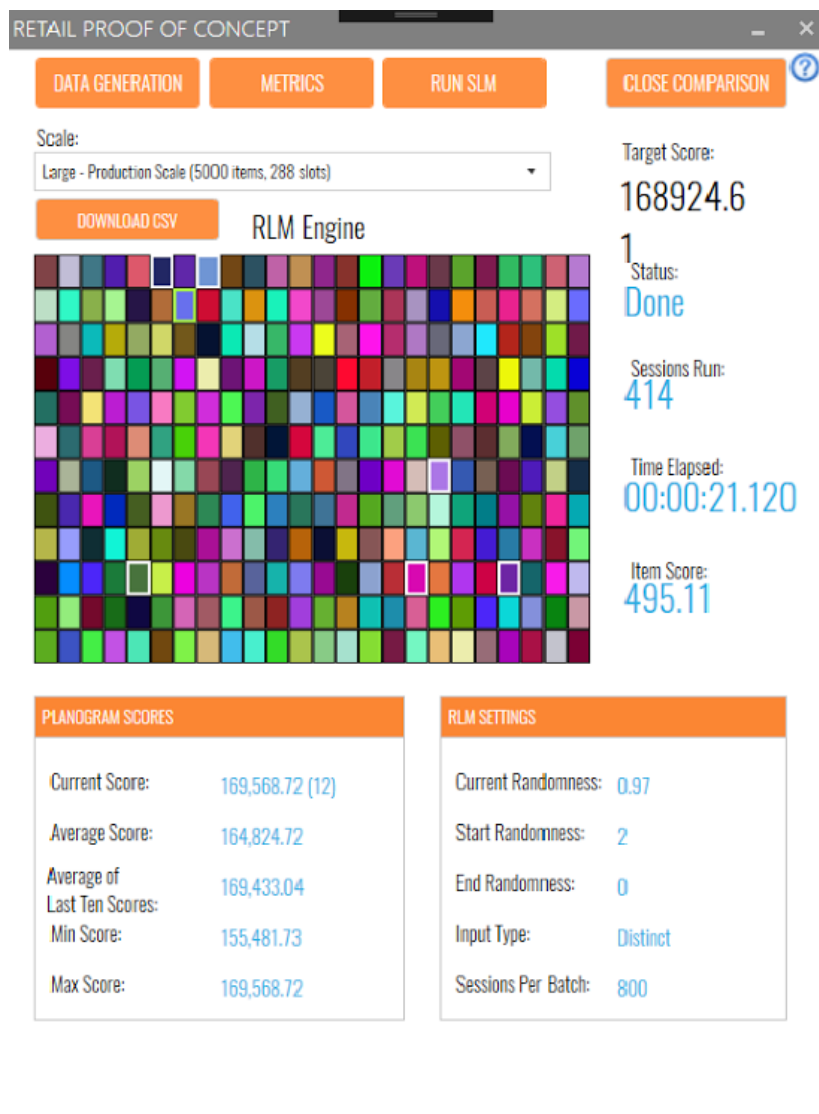 RETAIL PROOF OF CONCEPT
DATA GENERATION
METRICS
RUN SLM
CLOSE COMPARISON
?
Scale:
Large - Production Scale (5000 items, 288 slots)
DOWNLOAD CSV
RLM Engine
Target Score:
168924.6
1
Status:
Done
Sessions Run:
414
Time Elapsed:
00:00:21.120
Item Score:
495.11
PLANOGRAM SCORES
Current Score: 169,568.72 (12)
Average Score: 164,824.72
Average of
Last Ten Scores: 169,433.04
Min Score: 155,481.73
Max Score: 169,568.72
RLM SETTINGS
Current Randomness: 0.97
Start Randomness: 2
End Randomness: 0
Input Type: Distinct
Sessions Per Batch: 800